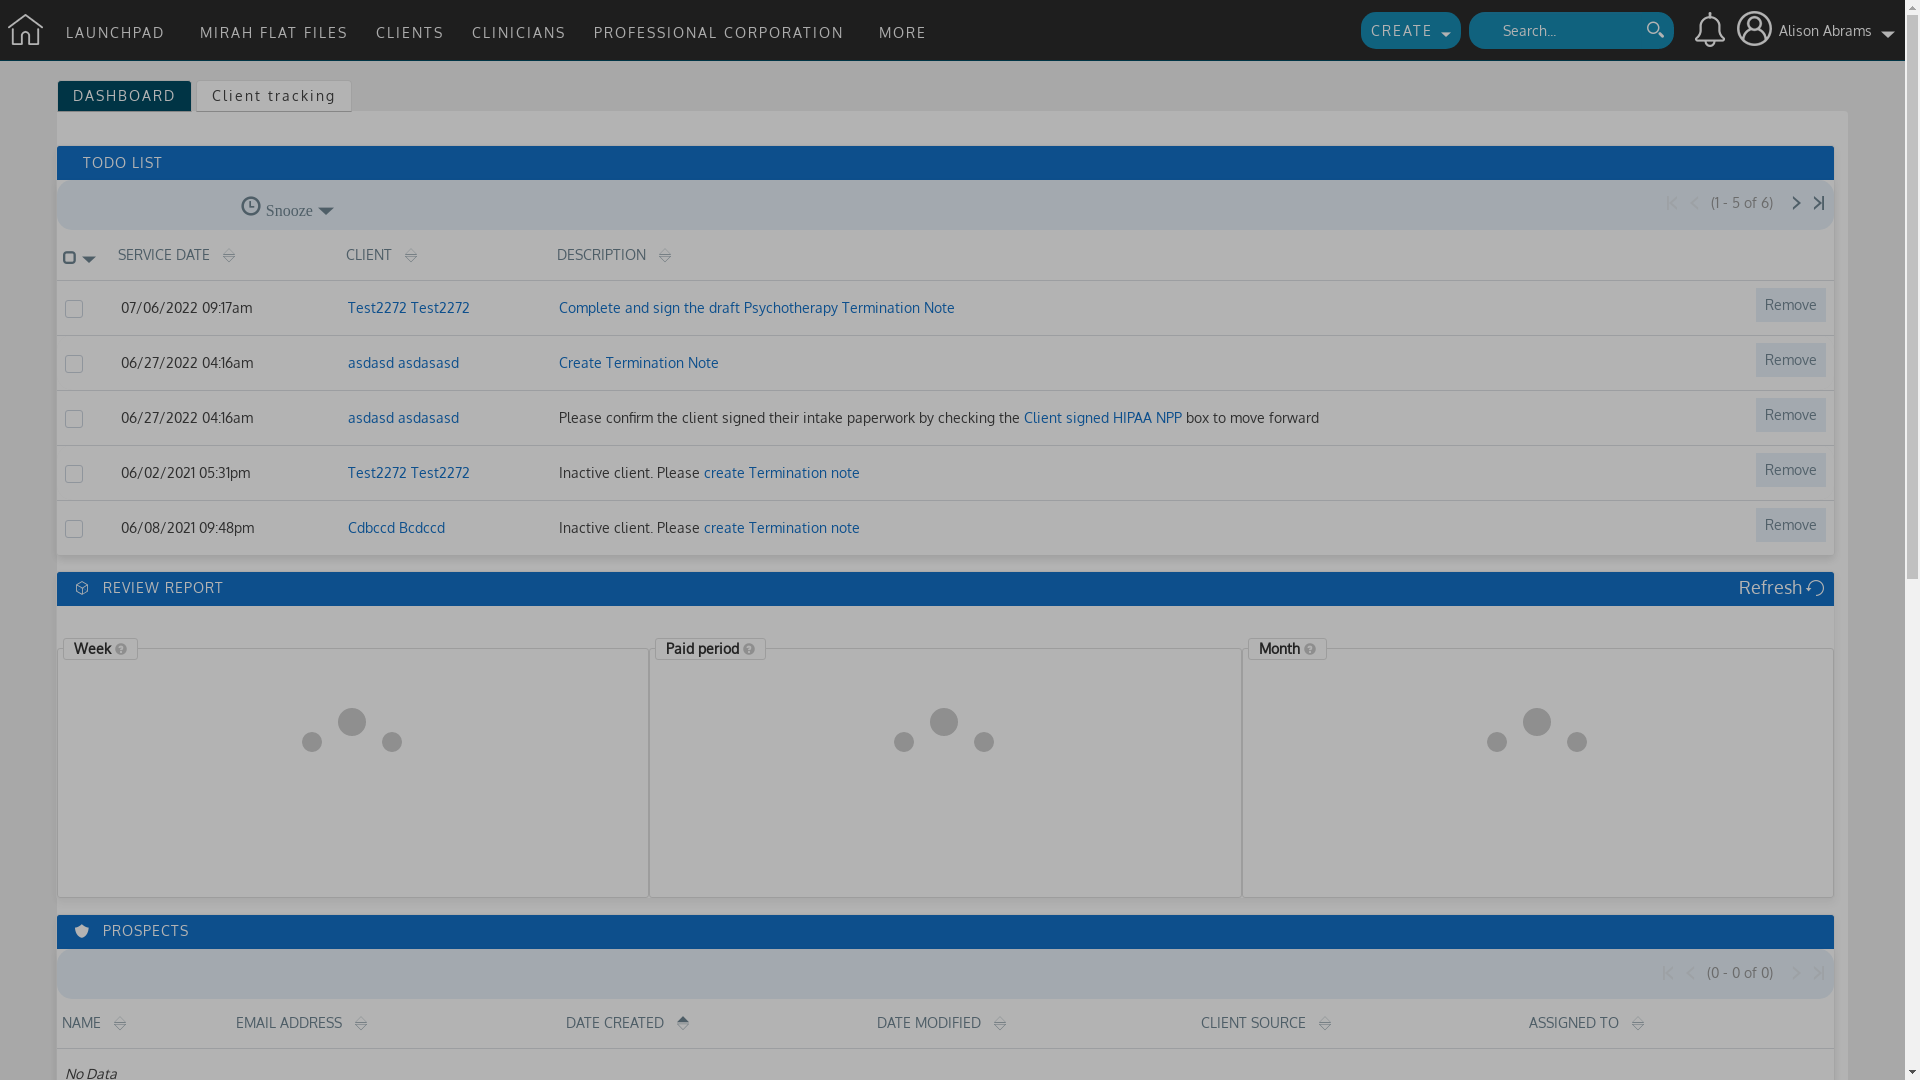 LAUNCHPAD MIRAH FLAT FILES CLIENTS CLINICIANS PROFESSIONAL CORPORATION MORE CREATE Search... Alison Abrams
DASHBOARD Client tracking
TODO LIST
Snooze (1 - 5 of 6)
SERVICE DATE CLIENT DESCRIPTION
07/06/2022 09:17am Test2272 Test2272 Complete and sign the draft Psychotherapy Termination Note Remove
06/27/2022 04:16am asdasd asdasasd Create Termination Note Remove
06/27/2022 04:16am asdasd asdasasd Please confirm the client signed their intake paperwork by checking the Client signed HIPAA NPP box to move forward Remove
06/02/2021 05:31pm Test2272 Test2272 Inactive client. Please create Termination note Remove
06/08/2021 09:48pm Cdbccd Bcdccd Inactive client. Please create Termination note Remove
REVIEW REPORT Refresh
Week ? Paid period ? Month ?
PROSPECTS
(0 - 0 of 0)
NAME EMAIL ADDRESS DATE CREATED DATE MODIFIED CLIENT SOURCE ASSIGNED TO
No Data